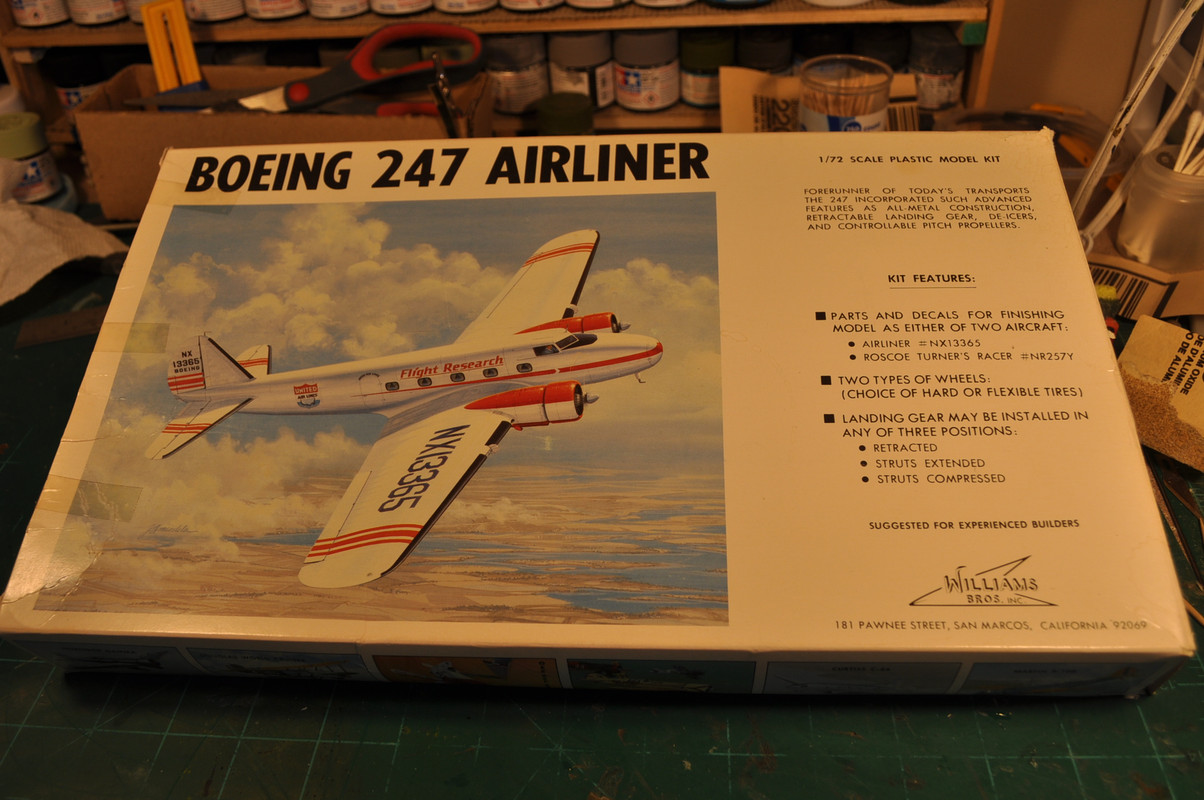 BOEING 247 AIRLINER
1/72 SCALE PLASTIC MODEL KIT
FORERUNNER OF TODAY'S TRANSPORTS
THE 247 INCORPORATED SUCH ADVANCED
FEATURES AS ALL-METAL CONSTRUCTION,
RETRACTABLE LANDING GEAR, DE-ICERS,
AND CONTROLLABLE PITCH PROPELLERS.
KIT FEATURES:
■ PARTS AND DECALS FOR FINISHING
MODEL AS EITHER OF TWO AIRCRAFT:
● AIRLINER #NX13365
● ROSCOE TURNER'S RACER #NR257Y
■ TWO TYPES OF WHEELS:
(CHOICE OF HARD OR FLEXIBLE TIRES)
■ LANDING GEAR MAY BE INSTALLED IN
ANY OF THREE POSITIONS:
● RETRACTED
● STRUTS EXTENDED
● STRUTS COMPRESSED
SUGGESTED FOR EXPERIENCED BUILDERS
WILLIAMS
BROS. INC.
181 PAWNEE STREET, SAN MARCOS, CALIFORNIA 92069
NX
13365
BOEING
Flight Research
UNITED
AIR LINES
NX13365
TAMIYA